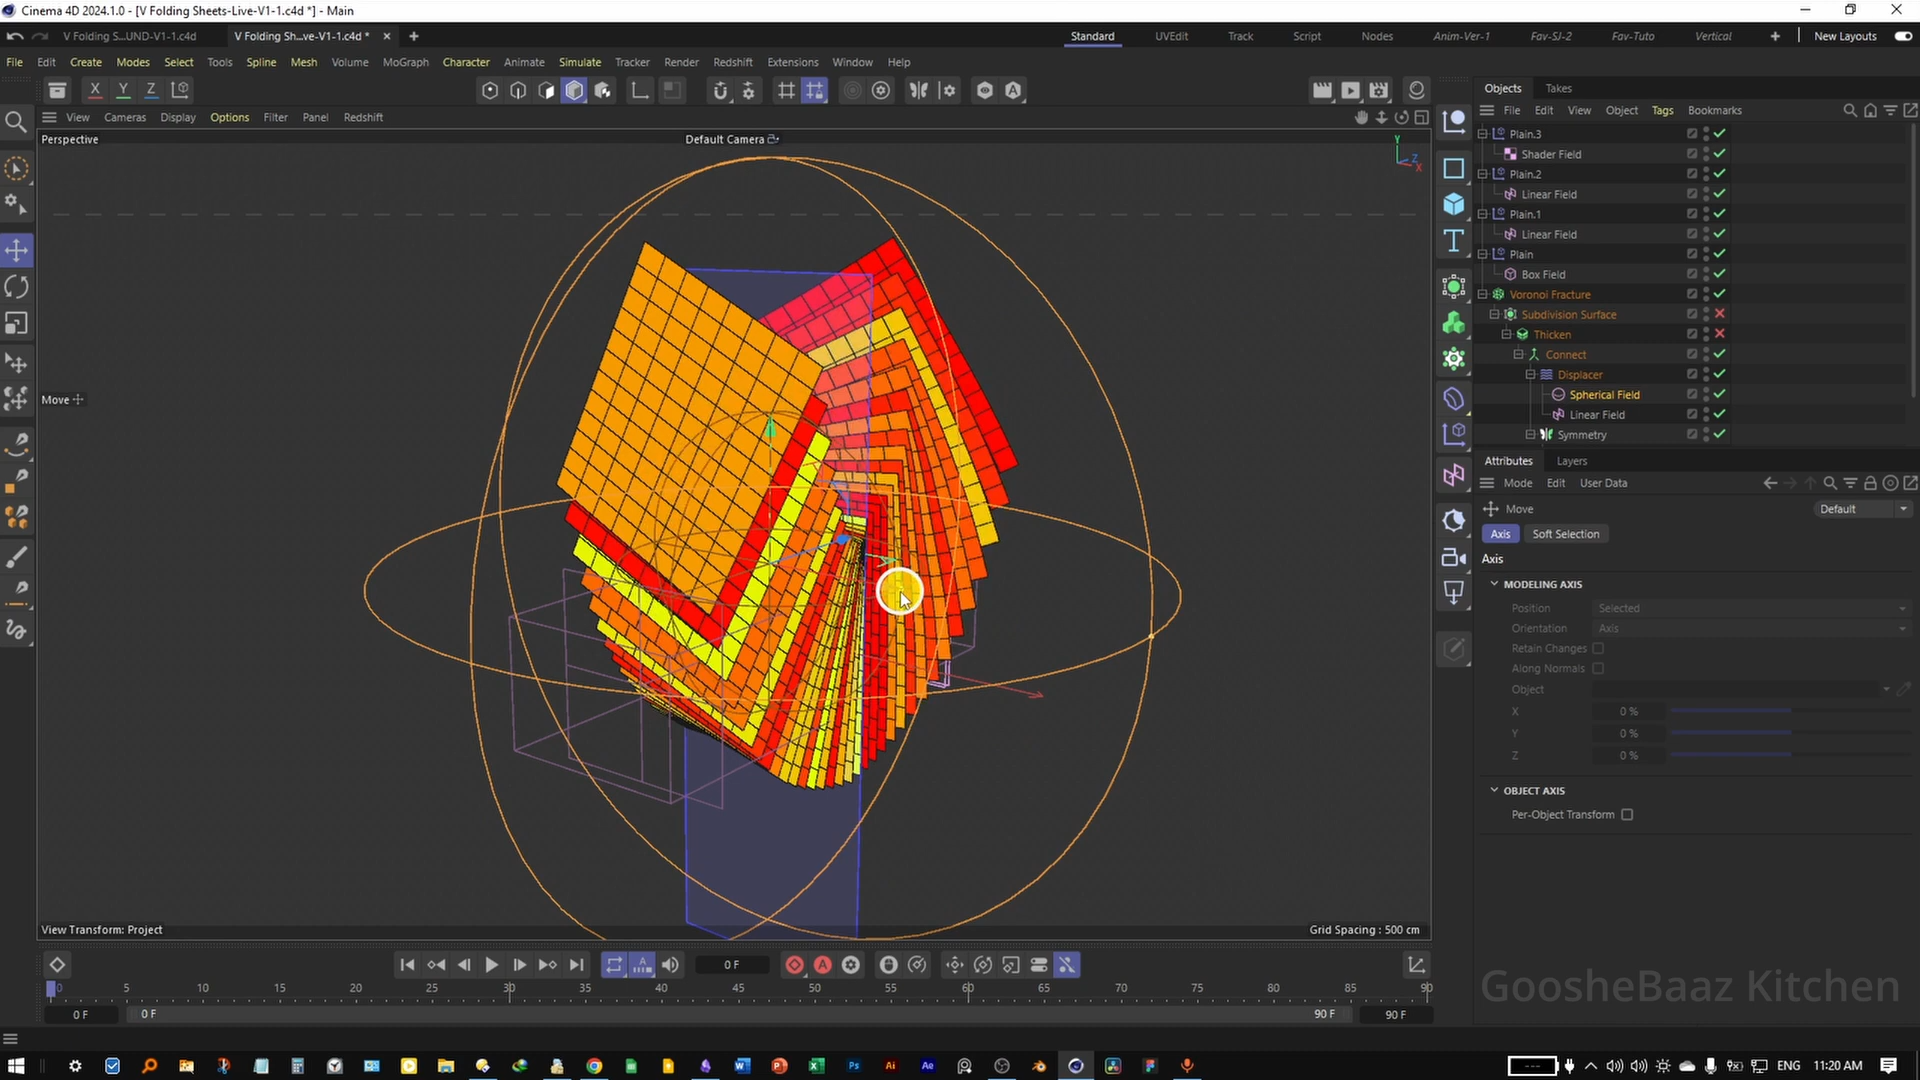 Cinema 4D 2024.1.0 - [V Folding Sheets-Live-V1-1.c4d *] - Main
V Folding S...UND-V1-1.c4d
V Folding Sh...ve-V1-1.c4d *
Standard
UVEdit
Track
Script
Nodes
Anim-Ver-1
Fav-SJ-2
Fav-Tuto
Vertical
New Layouts
File Edit Create Modes Select Tools Spline Mesh Volume MoGraph Character Animate Simulate Tracker Render Redshift Extensions Window Help
X Y Z
Objects Takes
View Cameras Display Options Filter Panel Redshift
File Edit View Object Tags Bookmarks
Perspective
Default Camera
Y
Z
X
Plain.3
Shader Field
Plain.2
Linear Field
Plain.1
Linear Field
Plain
Box Field
Voronoi Fracture
Subdivision Surface
Thicken
Connect
Displacer
Spherical Field
Linear Field
Symmetry
Move
Attributes Layers
Mode Edit User Data
Move
Default
Axis Soft Selection
Axis
MODELING AXIS
Position Selected
Orientation Axis
Retain Changes
Along Normals
Object
X 0 %
Y 0 %
Z 0 %
OBJECT AXIS
Per-Object Transform
View Transform: Project
Grid Spacing : 500 cm
0 F
0 5 10 15 20 25 30 35 40 45 50 55 60 65 70 75 80 85 90
0 F
0 F
90 F
90 F
GoosheBaaz Kitchen
ENG
11:20 AM